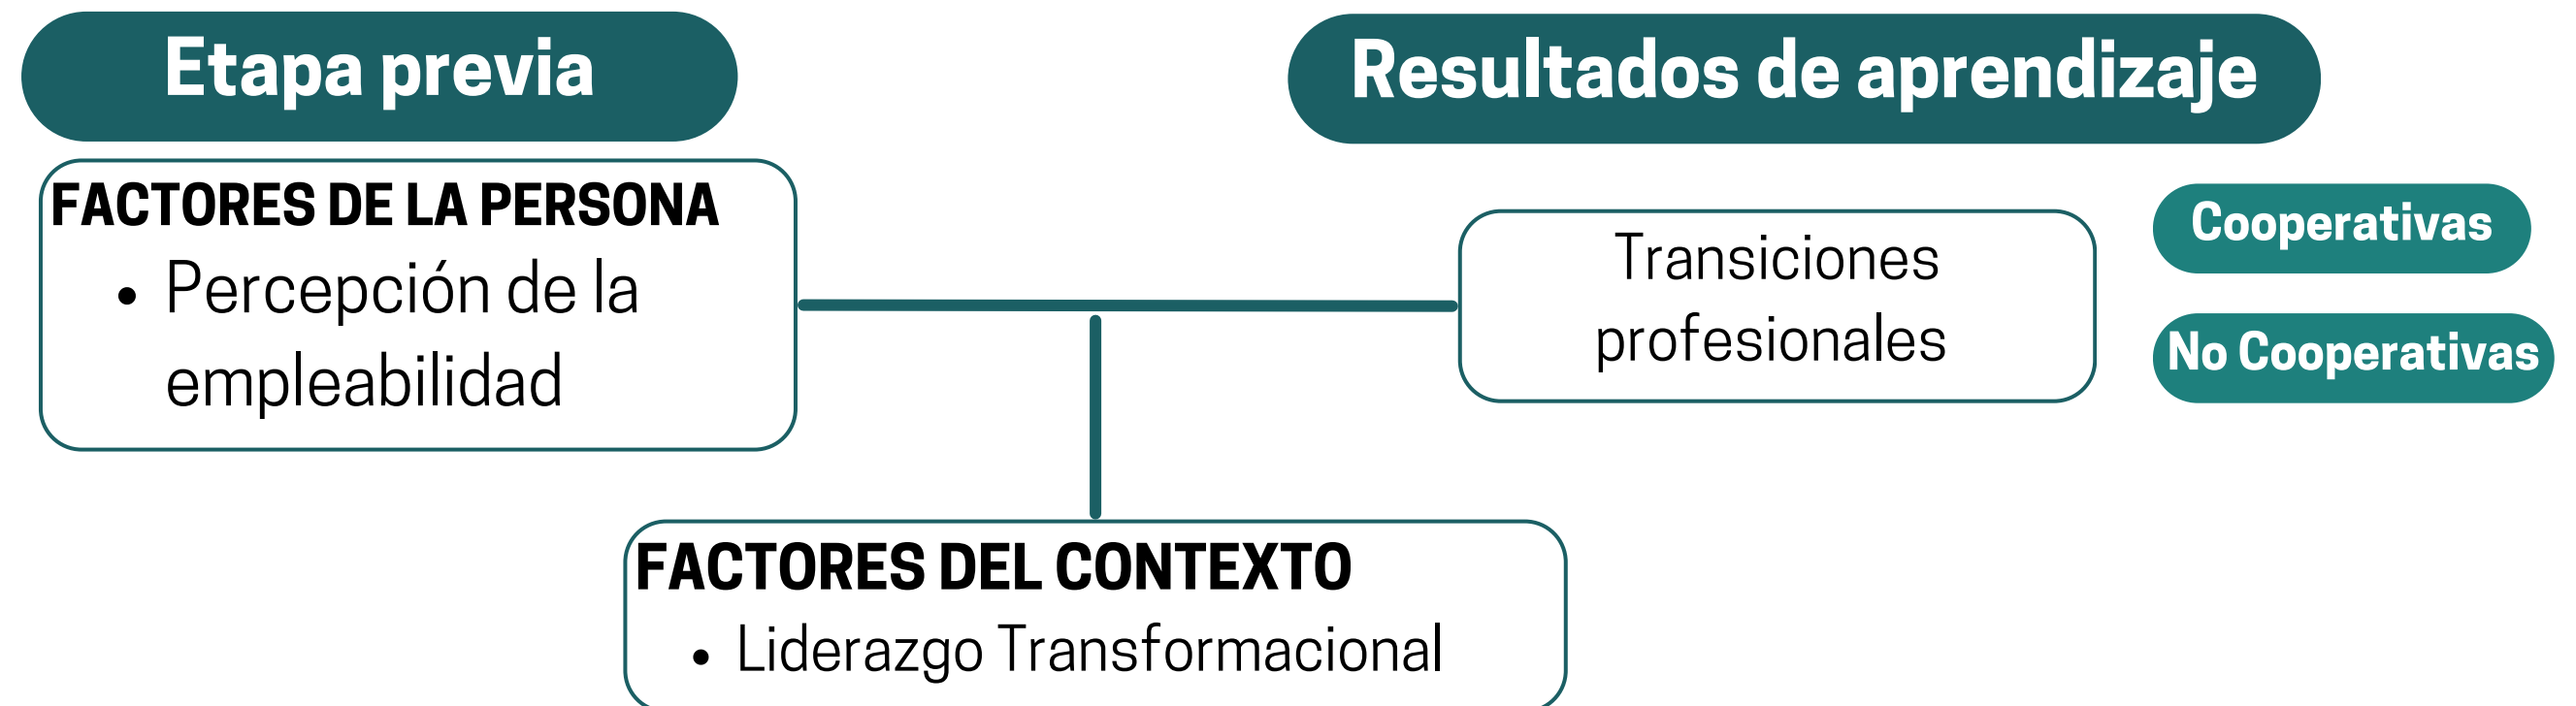 Etapa previa
Resultados de aprendizaje
FACTORES DE LA PERSONA
• Percepción de la
empleabilidad
Transiciones
profesionales
Cooperativas
No Cooperativas
FACTORES DEL CONTEXTO
• Liderazgo Transformacional